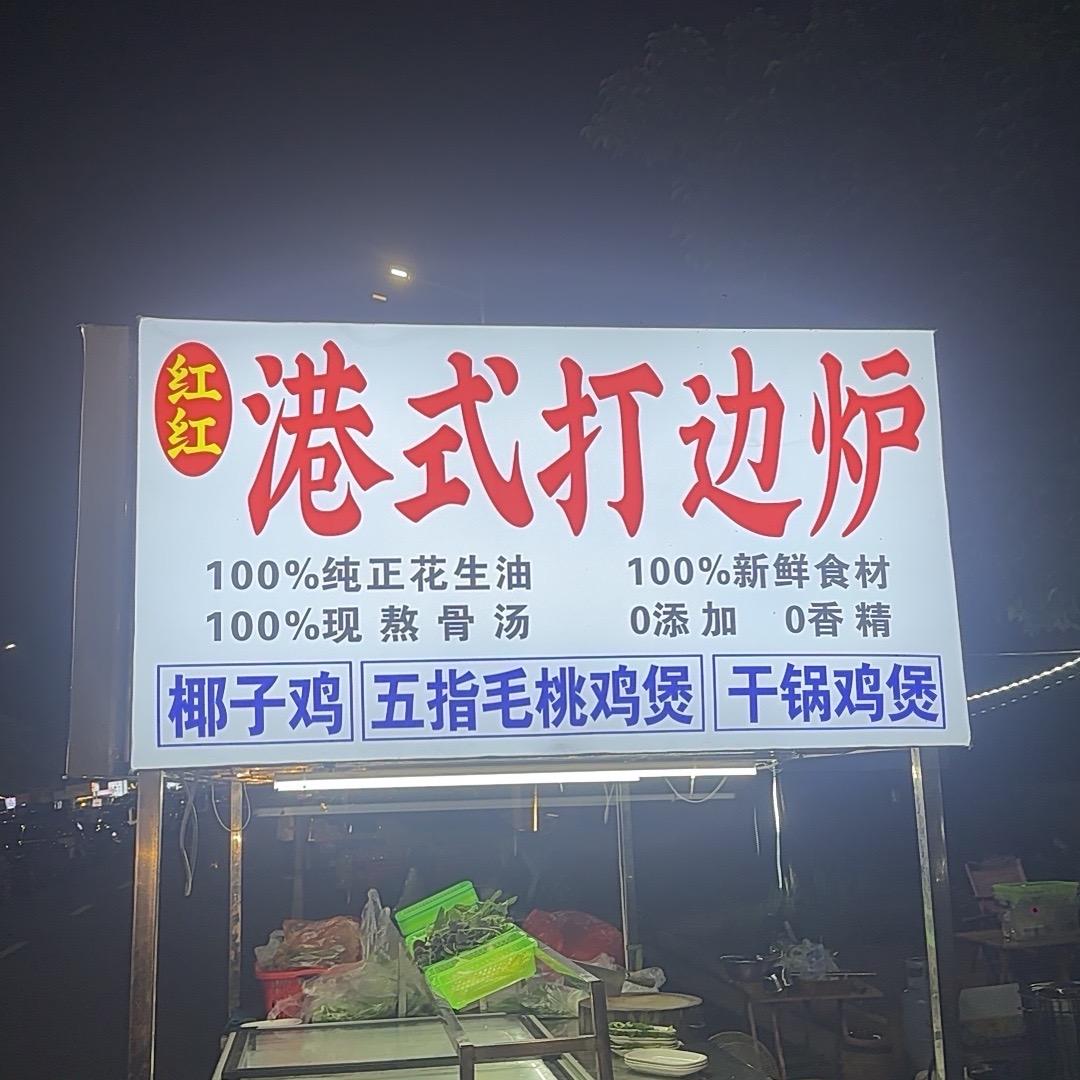 红红
港式打边炉
100%纯正花生油 100%新鲜食材
100%现熬骨汤 0添加 0香精
椰子鸡 五指毛桃鸡煲 干锅鸡煲